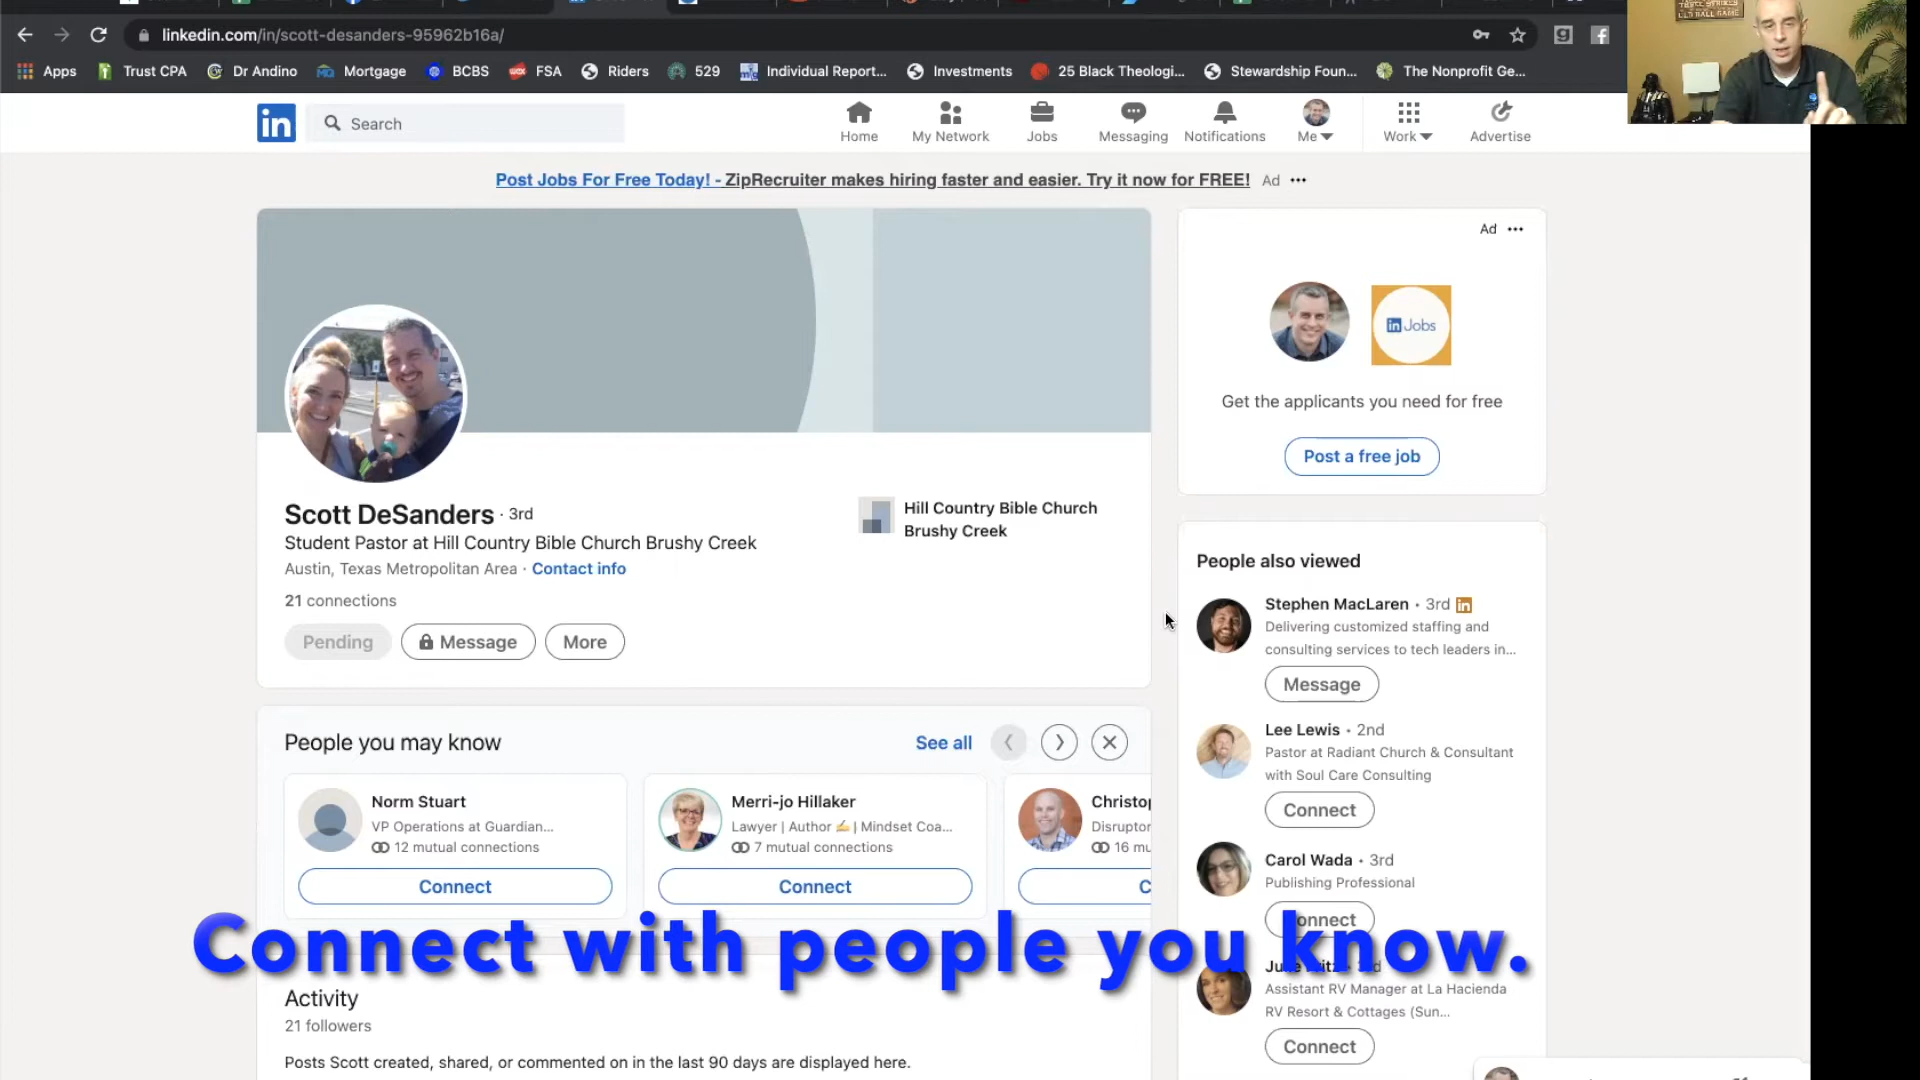 linkedin.com/in/scott-desanders-95962b16a/
Apps Trust CPA Dr Andino Mortgage BCBS FSA Riders 529 Individual Report... Investments 25 Black Theologi... Stewardship Foun... The Nonprofit Ge...
in Search Home My Network Jobs Messaging Notifications Me Work Advertise
Post Jobs For Free Today! - ZipRecruiter makes hiring faster and easier. Try it now for FREE! Ad
Ad
in Jobs
Get the applicants you need for free
Post a free job
Scott DeSanders · 3rd
Student Pastor at Hill Country Bible Church Brushy Creek
Austin, Texas Metropolitan Area · Contact info
21 connections
Pending Message More
Hill Country Bible Church
Brushy Creek
People also viewed
Stephen MacLaren • 3rd in
Delivering customized staffing and
consulting services to tech leaders in...
Message
Lee Lewis • 2nd
Pastor at Radiant Church & Consultant
with Soul Care Consulting
Connect
Carol Wada • 3rd
Publishing Professional
Connect
Assistant RV Manager at La Hacienda
RV Resort & Cottages (Sun...
Connect
People you may know See all
Norm Stuart
VP Operations at Guardian...
12 mutual connections
Connect
Merri-jo Hillaker
Lawyer | Author ✍ | Mindset Coa...
7 mutual connections
Connect
Christop
Disruptor
16 mu
C
Connect with people you know.
Activity
21 followers
Posts Scott created, shared, or commented on in the last 90 days are displayed here.